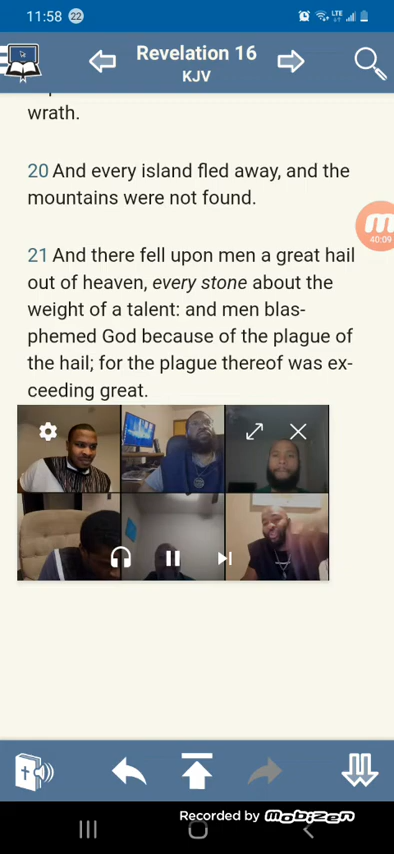 11:58 22
LTE
Revelation 16
KJV
wrath.
40:09
20 And every island fled away, and the
mountains were not found.
21 And there fell upon men a great hail
out of heaven, every stone about the
weight of a talent: and men blas-
phemed God because of the plague of
the hail; for the plague thereof was ex-
ceeding great.
Recorded by mobizen